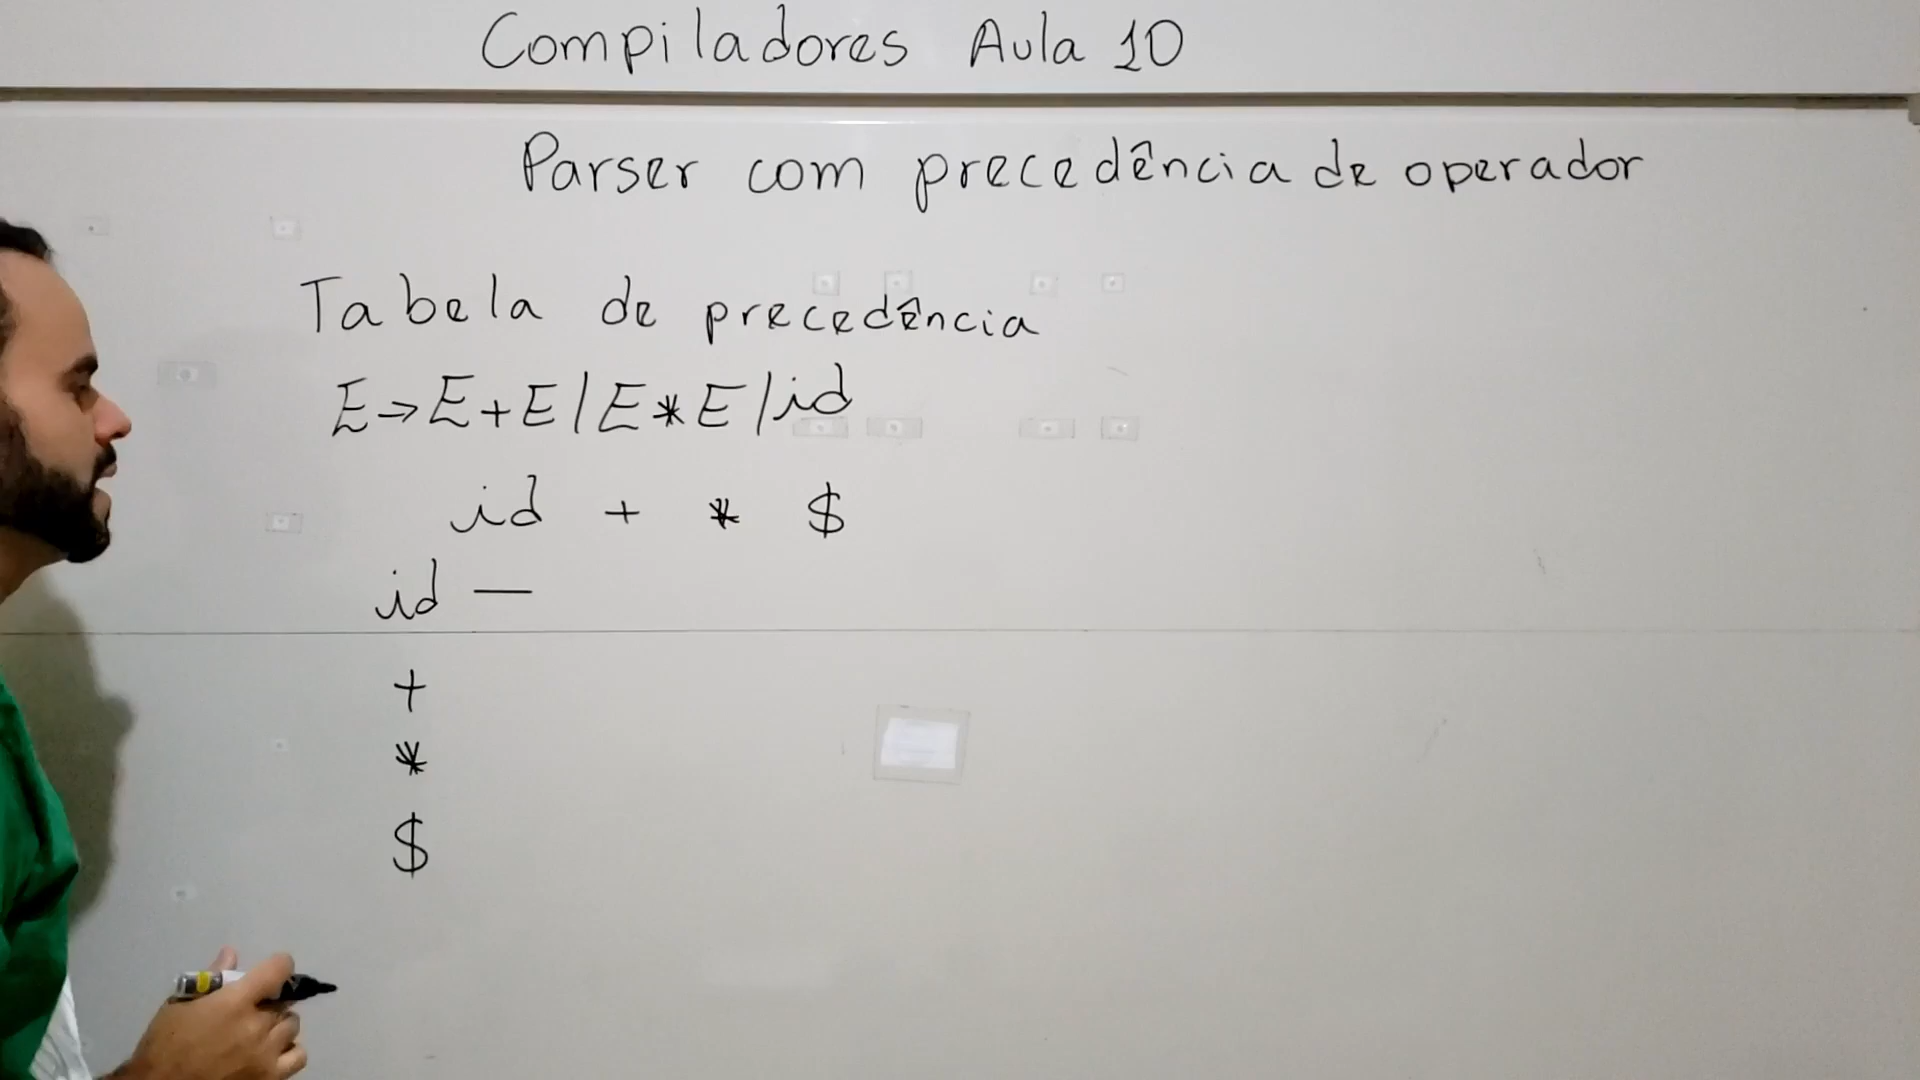 Compiladores Aula 10
Parser com precedência de operador
Tabela de precedência
E→E+E|E*E|id
id + * $
id —
+
*
$